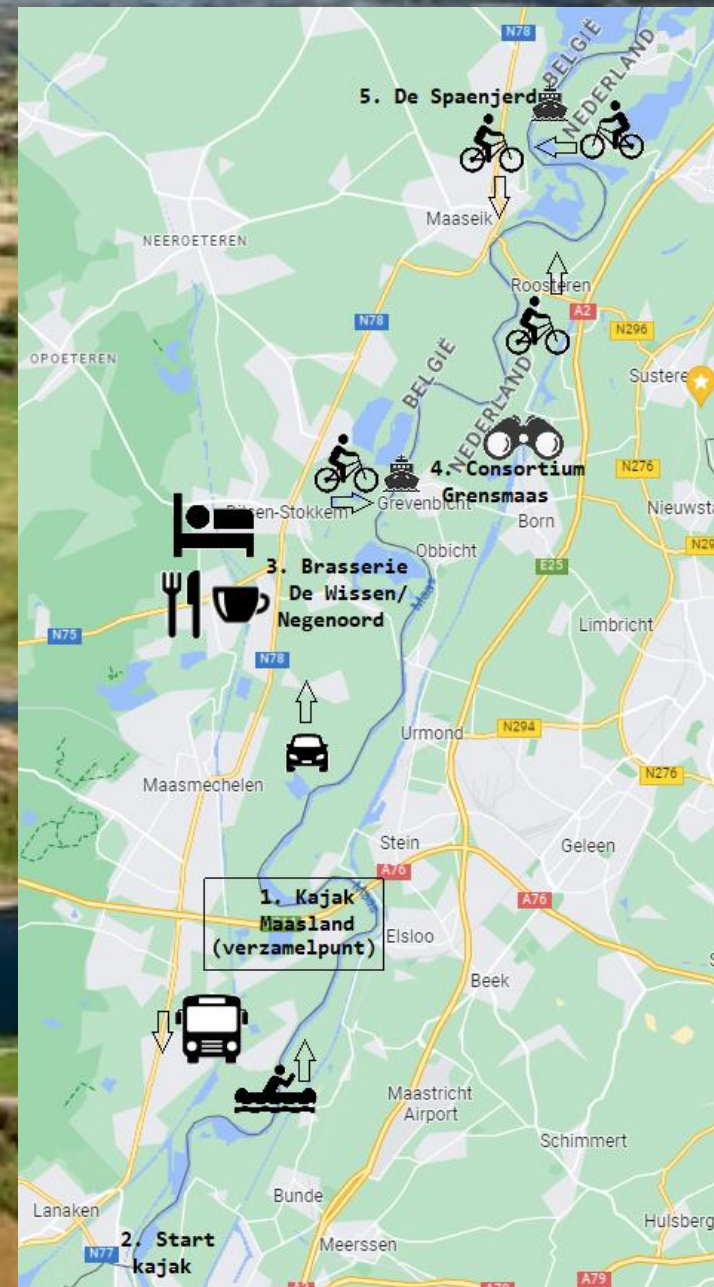 N78
BELGIË
NEDERLAND
5. De Spaenjerd
Maaseik
NEEROETEREN
Roosteren
A2
N296
N78
OPOETEREN
BELGIË
NEDERLAND
Sustere
4. Consortium
Grensmaas
N276
Grevenbicht
Born
Nieuwsta
Obbicht
E25
3. Brasserie
De Wissen/
Negenoord
Maas
Limbricht
N75
N78
Urmond
N294
N276
Maasmechelen
Stein
Geleen
A76
1. Kajak
Maasland
(verzamelpunt)
Maas
A76
Elsloo
Beek
Maastricht
Airport
Schimmert
Bunde
Lanaken
Hulsberg
2. Start
kajak
N77
Meerssen
A79